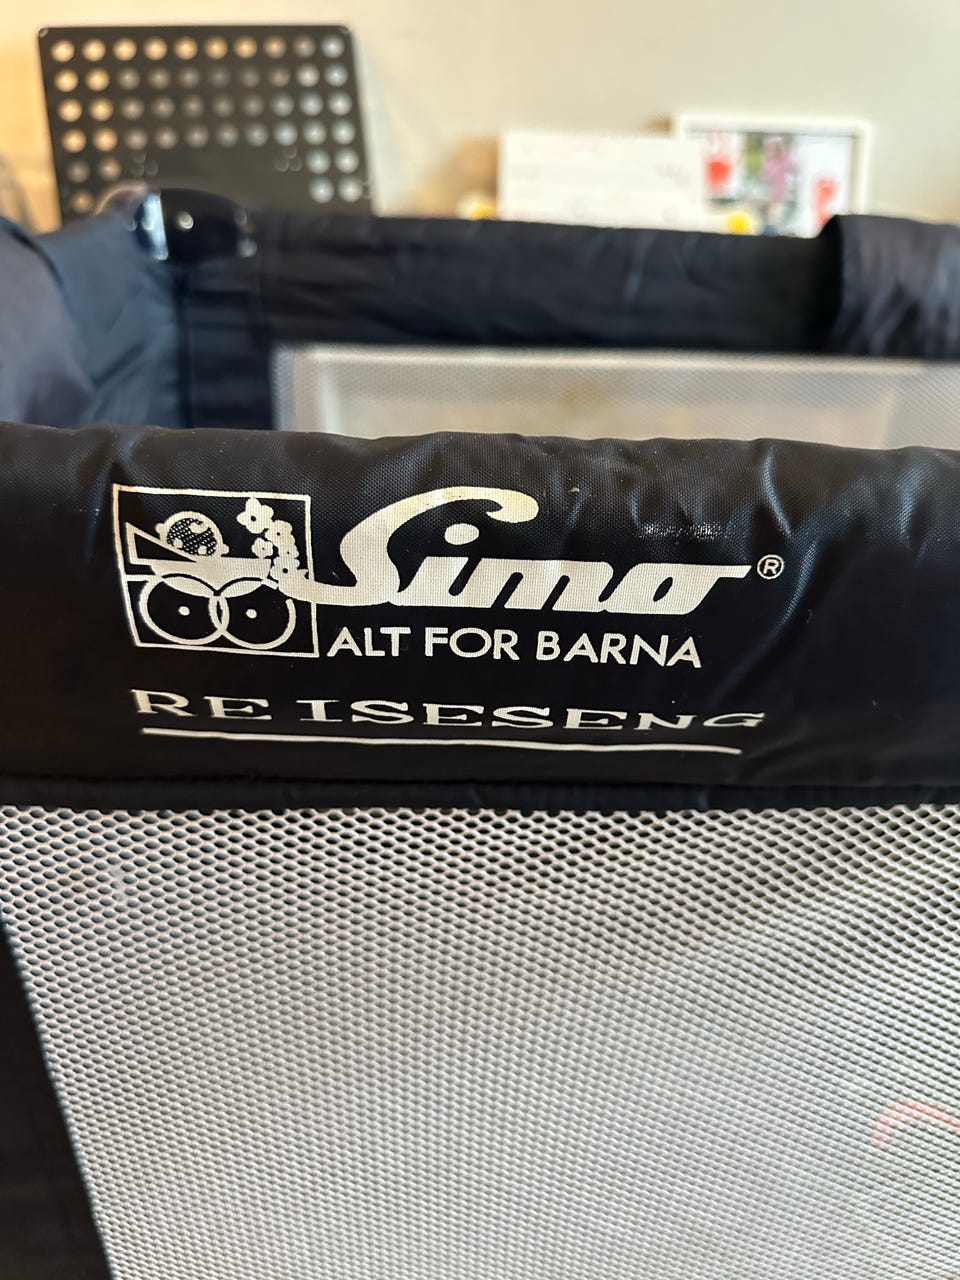 Simo®
ALT FOR BARNA
REISESENG